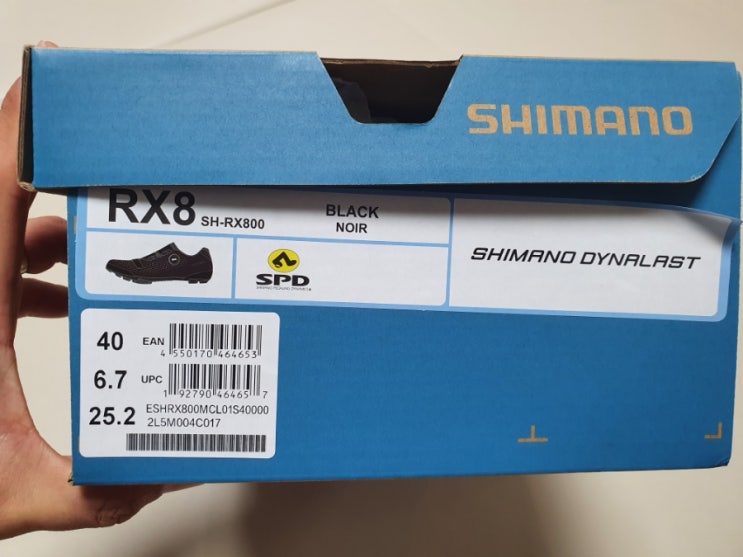 SHIMANO
RX8 SH-RX800
BLACK
NOIR
SHIMANO DYNALAST
SPD
40
EAN
4 550170 464653
6.7
UPC
1 92790 46465 7
25.2
ESHRX800MCL01S40000
2L5M004C017